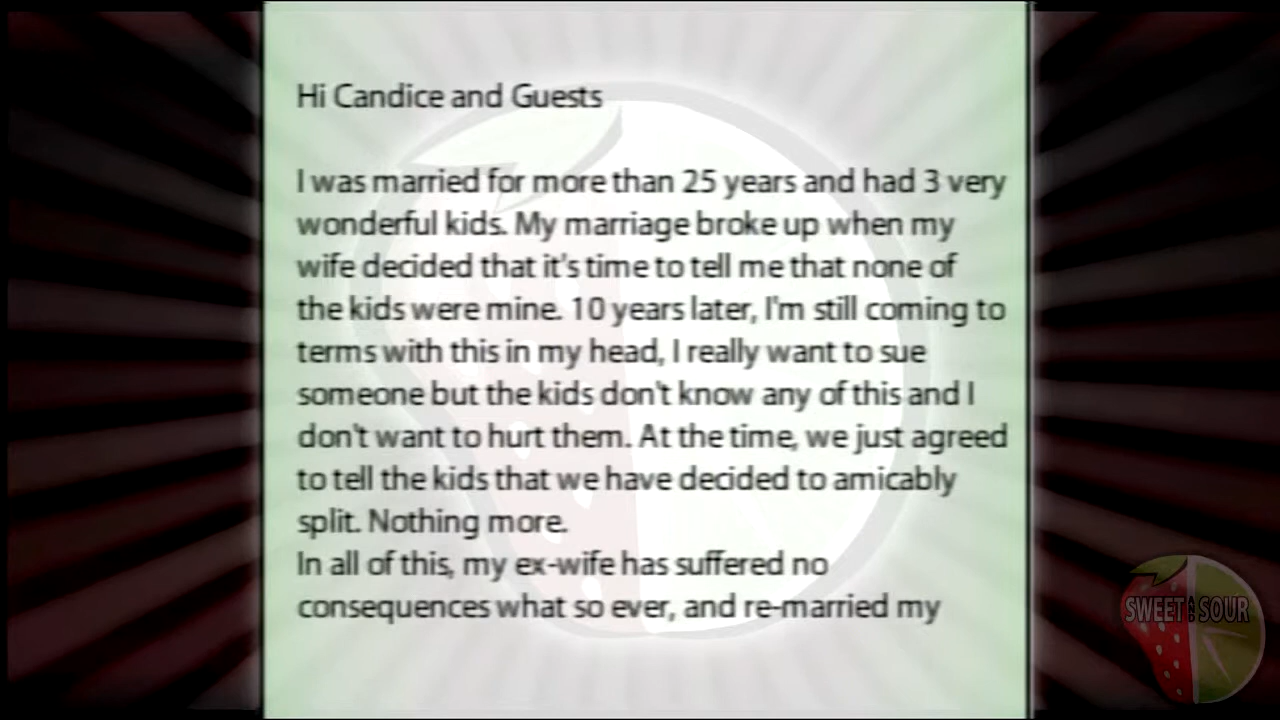 Hi Candice and Guests
I was married for more than 25 years and had 3 very
wonderful kids. My marriage broke up when my
wife decided that it's time to tell me that none of
the kids were mine. 10 years later, I'm still coming to
terms with this in my head, I really want to sue
someone but the kids don't know any of this and I
don't want to hurt them. At the time, we just agreed
to tell the kids that we have decided to amicably
split. Nothing more.
In all of this, my ex-wife has suffered no
consequences what so ever, and re-married my
SWEET SOUR